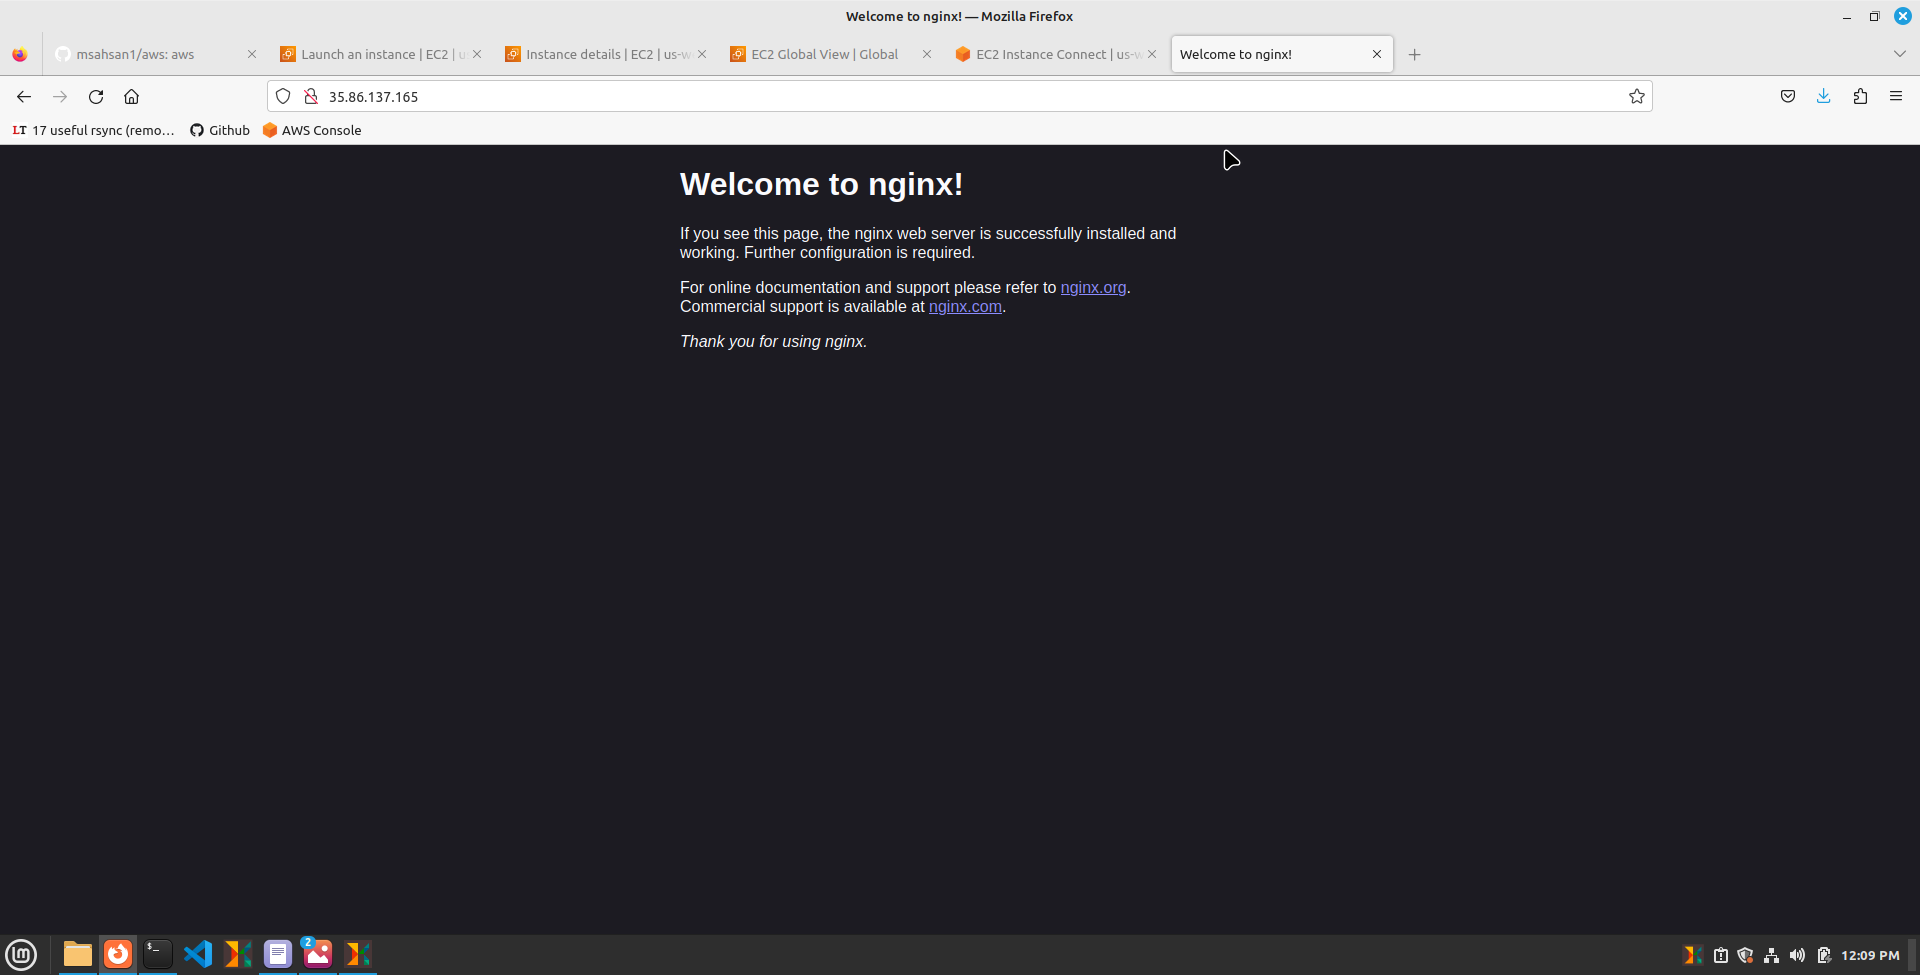 Welcome to nginx! — Mozilla Firefox
msahsan1/aws: aws
Launch an instance | EC2 | u
Instance details | EC2 | us-w
EC2 Global View | Global
EC2 Instance Connect | us-w
Welcome to nginx!
35.86.137.165
LT 17 useful rsync (remo...
Github
AWS Console
Welcome to nginx!
If you see this page, the nginx web server is successfully installed and
working. Further configuration is required.
For online documentation and support please refer to nginx.org.
Commercial support is available at nginx.com.
Thank you for using nginx.
$_
2
12:09 PM